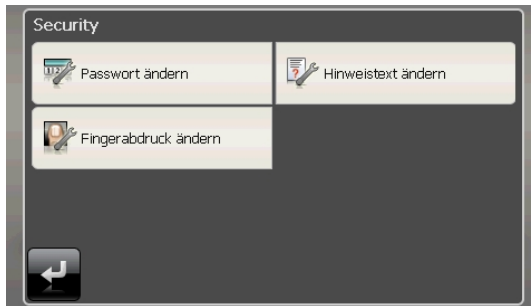 Security
Passwort ändern
Hinweistext ändern
Fingerabdruck ändern